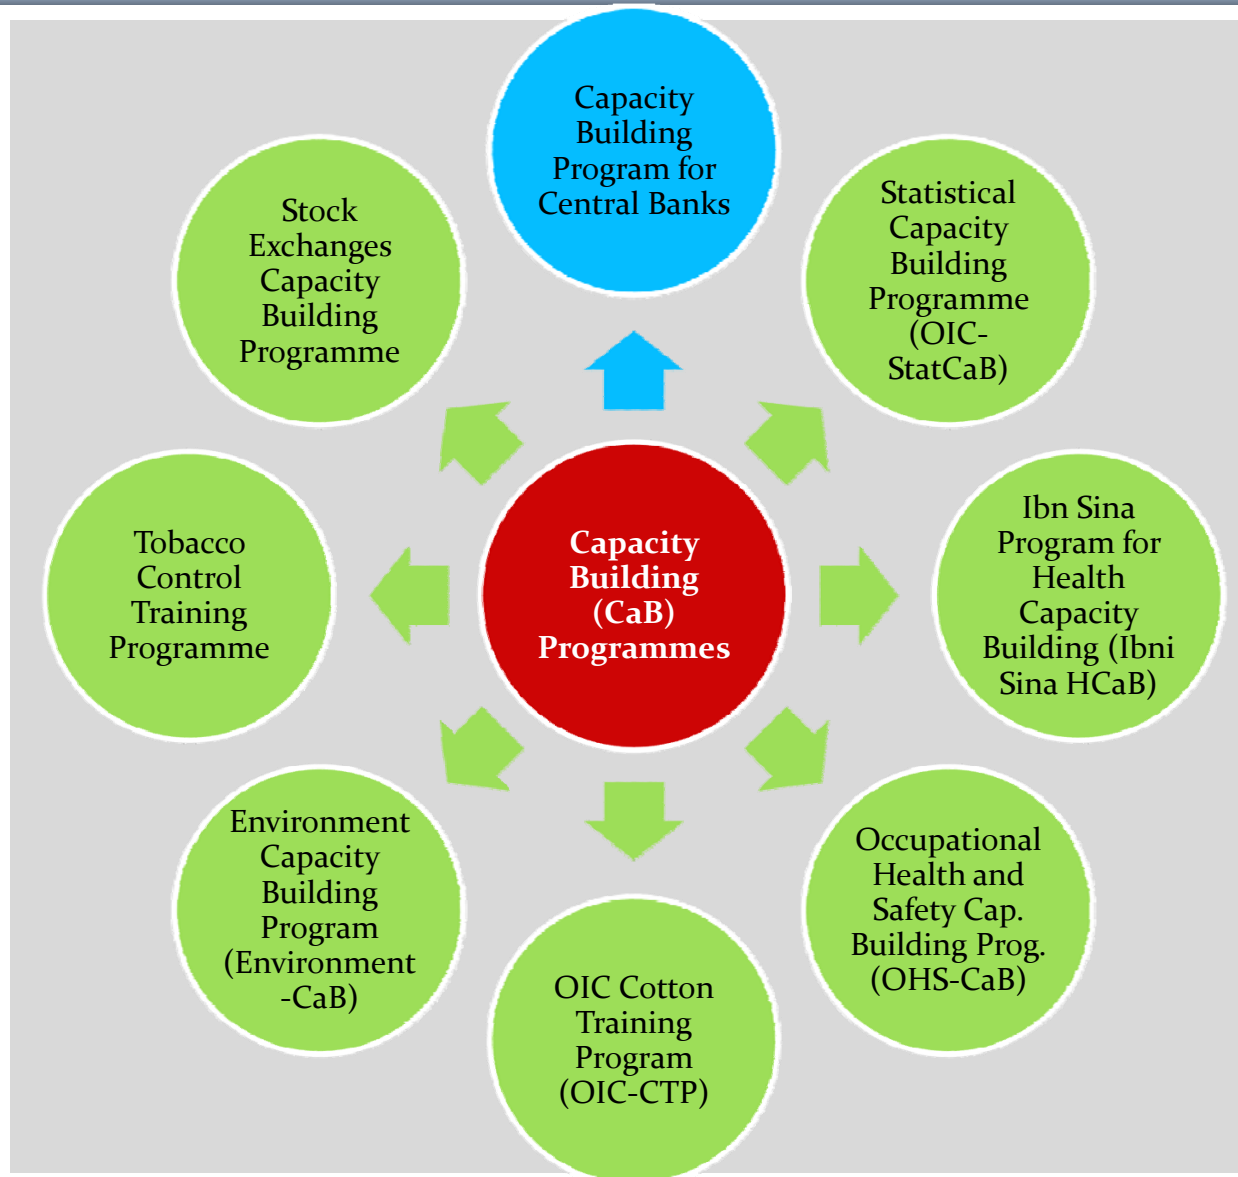 Capacity
Building
Program for
Central Banks
Statistical
Capacity
Building
Programme
(OIC-
StatCaB)
Ibn Sina
Program for
Health
Capacity
Building (Ibni
Sina HCaB)
Occupational
Health and
Safety Cap.
Building Prog.
(OHS-CaB)
OIC Cotton
Training
Program
(OIC-CTP)
Environment
Capacity
Building
Program
(Environment
-CaB)
Tobacco
Control
Training
Programme
Stock
Exchanges
Capacity
Building
Programme
Capacity
Building
(CaB)
Programmes